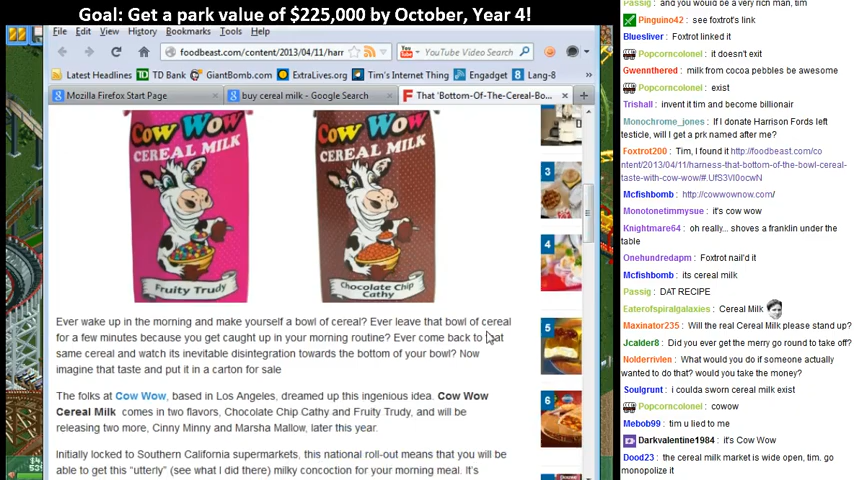 Goal: Get a park value of $225,000 by October, Year 4!
File Edit View History Bookmarks Tools Help
foodbeast.com/content/2013/04/11/harr
YouTube Video Search
Latest Headlines TD Bank GiantBomb.com ExtraLives.org Tim's Internet Thing Engadget Lang-8
Mozilla Firefox Start Page
buy cereal milk - Google Search
That 'Bottom-Of-The-Cereal-Bo...
COW WOW
CEREAL MILK
Fruity Trudy
COW WOW
CEREAL MILK
Chocolate Chip
Cathy
3
4
5
6
Ever wake up in the morning and make yourself a bowl of cereal? Ever leave that bowl of cereal
for a few minutes because you get caught up in your morning routine? Ever come back to that
same cereal and watch its inevitable disintegration towards the bottom of your bowl? Now
imagine that taste and put it in a carton for sale
The folks at Cow Wow, based in Los Angeles, dreamed up this ingenious idea. Cow Wow
Cereal Milk comes in two flavors, Chocolate Chip Cathy and Fruity Trudy, and will be
releasing two more, Cinny Minny and Marsha Mallow, later this year.
Initially locked to Southern California supermarkets, this national roll-out means that you will be
able to get this "utterly" (see what I did there) milky concoction for your morning meal. It's
Passig : and you would be a very rich man, tim
Pinguino42 : see foxtrot's link
Bluesliver : Foxtrot linked it
Popcorncolonel : it doesn't exit
Gwennthered : milk from cocoa pebbles be awesome
Popcorncolonel : exist
Trishall : invent it tim and become billionair
Monochrome_jones : If I donate Harrison Fords left
testicle, will I get a prk named after me?
Foxtrot200 : Tim, I found it http://foodbeast.com/co
ntent/2013/04/11/harness-that-bottom-of-the-bowl-cereal-
taste-with-cow-wow/#.UfS3Vl0ocwN
Mcfishbomb : http://cowwownow.com/
Monotonetimmysue : it's cow wow
Knightmare64 : oh really... shoves a franklin under the
table
Onehundredapm : Foxtrot nail'd it
Mcfishbomb : its cereal milk
Passig : DAT RECIPE
Eaterofspiralgalaxies : Cereal Milk
Maxinator235 : Will the real Cereal Milk please stand up?
Jcalder8 : Did you ever get the merry go round to take off?
Nolderrivlen : What would you do if someone actually
wanted to do that? would you take the money?
Soulgrunt : i coulda sworn cereal milk exist
Popcorncolonel : cowow
Mebob99 : tim u lied to me
Darkvalentine1984 : it's Cow Wow
Dood23 : the cereal milk market is wide open, tim. go
monopolize it